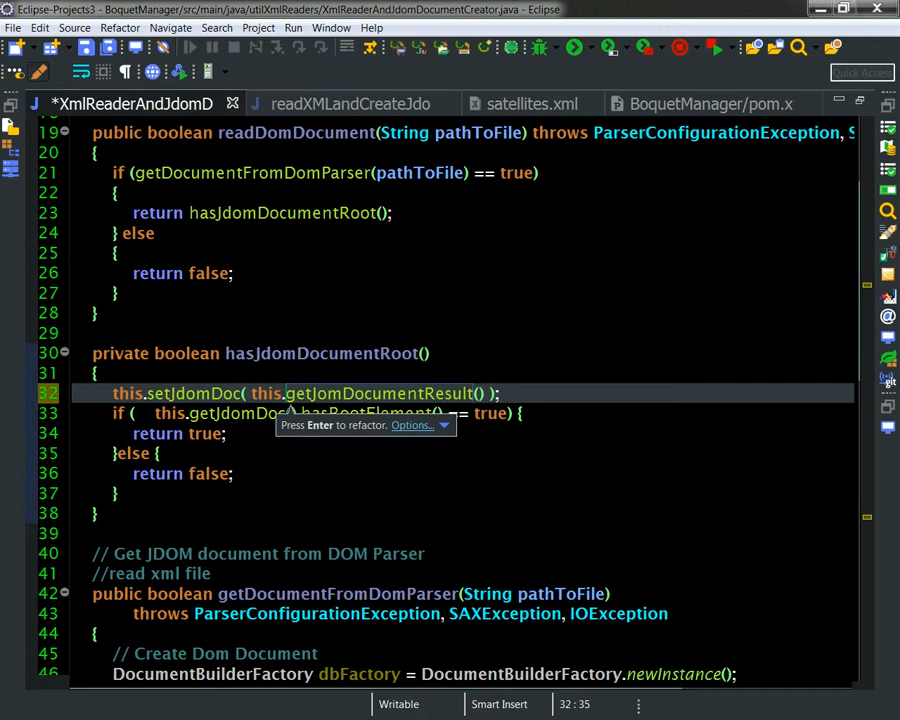 Eclipse-Projects3 - BoquetManager/src/main/java/utilXmlReaders/XmlReaderAndJdomDocumentCreator.java - Eclipse
File Edit Source Refactor Navigate Search Project Run Window Help
Quick Access
*XmlReaderAndJdomD readXMLandCreateJdo satellites.xml BoquetManager/pom.x
19 public boolean readDomDocument(String pathToFile) throws ParserConfigurationException, S
20 {
21 if (getDocumentFromDomParser(pathToFile) == true)
22 {
23 return hasJdomDocumentRoot();
24 } else
25 {
26 return false;
27 }
28 }
29
30 private boolean hasJdomDocumentRoot()
31 {
32 this.setJdomDoc( this.getJomDocumentResult() );
33 if ( this.getJdomDoc().hasRootElement() == true) {
34 return true;
Press Enter to refactor. Options...
35 }else {
36 return false;
37 }
38 }
39
40 // Get JDOM document from DOM Parser
41 //read xml file
42 public boolean getDocumentFromDomParser(String pathToFile)
43 throws ParserConfigurationException, SAXException, IOException
44 {
45 // Create Dom Document
46 DocumentBuilderFactory dbFactory = DocumentBuilderFactory.newInstance();
Writable Smart Insert 32 : 35